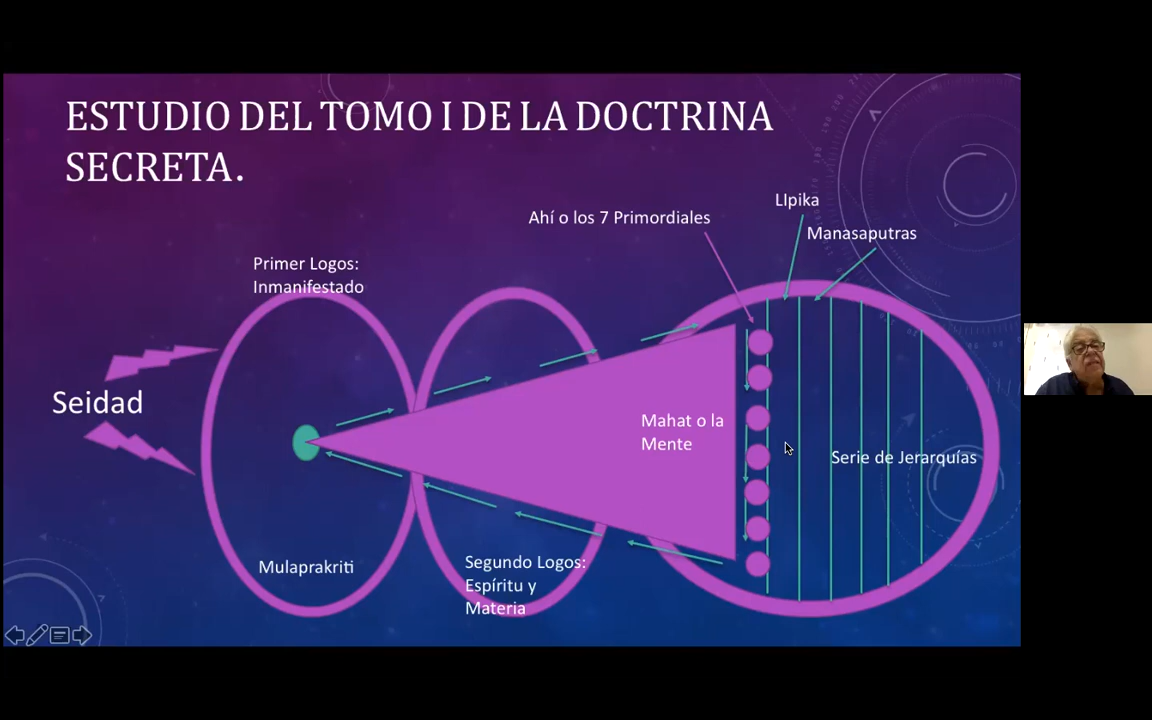 ESTUDIO DEL TOMO I DE LA DOCTRINA
SECRETA.
LIpika
Ahí o los 7 Primordiales
Manasaputras
Primer Logos:
Inmanifestado
Seidad
Mahat o la
Mente
Serie de Jerarquías
Mulaprakriti
Segundo Logos:
Espíritu y
Materia